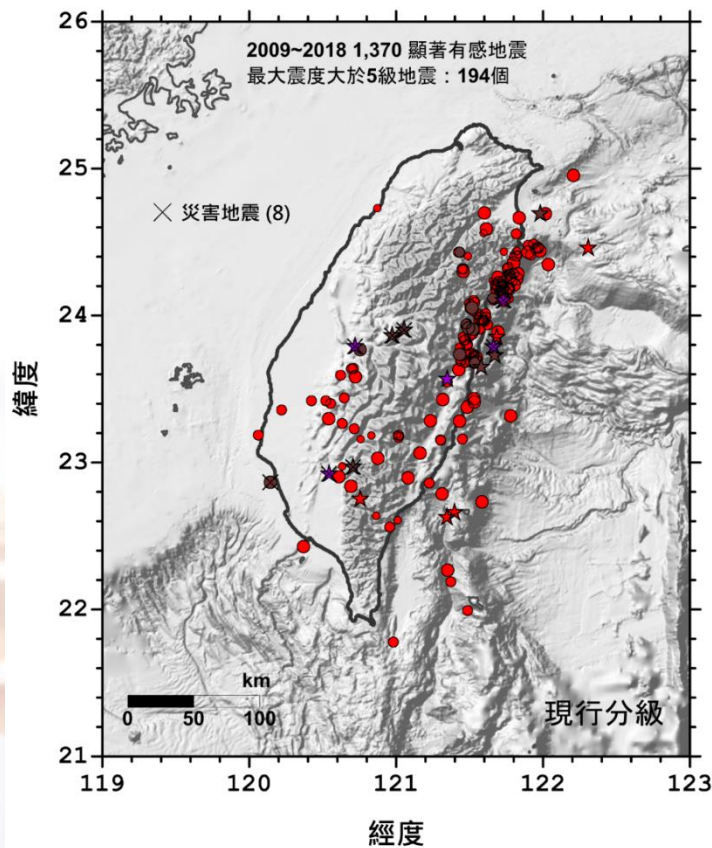 26
2009~2018 1,370 顯著有感地震
最大震度大於5級地震：194個
25
災害地震 (8)
24
緯度
23
22
km
0 50 100
現行分級
21
119 120 121 122 123
經度